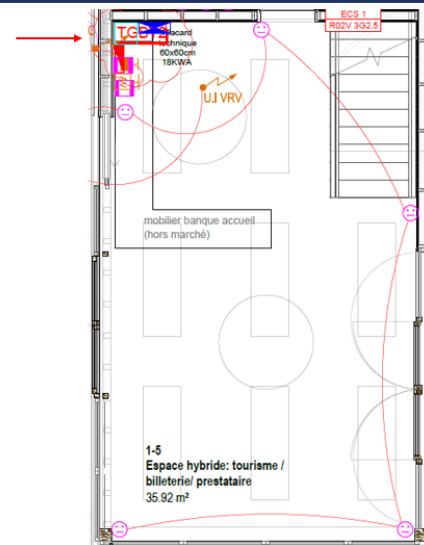 ECS 1
R02V 3G2,5
TGBT
Placard
technique
60x60cm
18KWA
U.I VRV
mobilier banque accueil
(hors marché)
1-5
Espace hybride: tourisme /
billeterie/ prestataire
35.92 m²